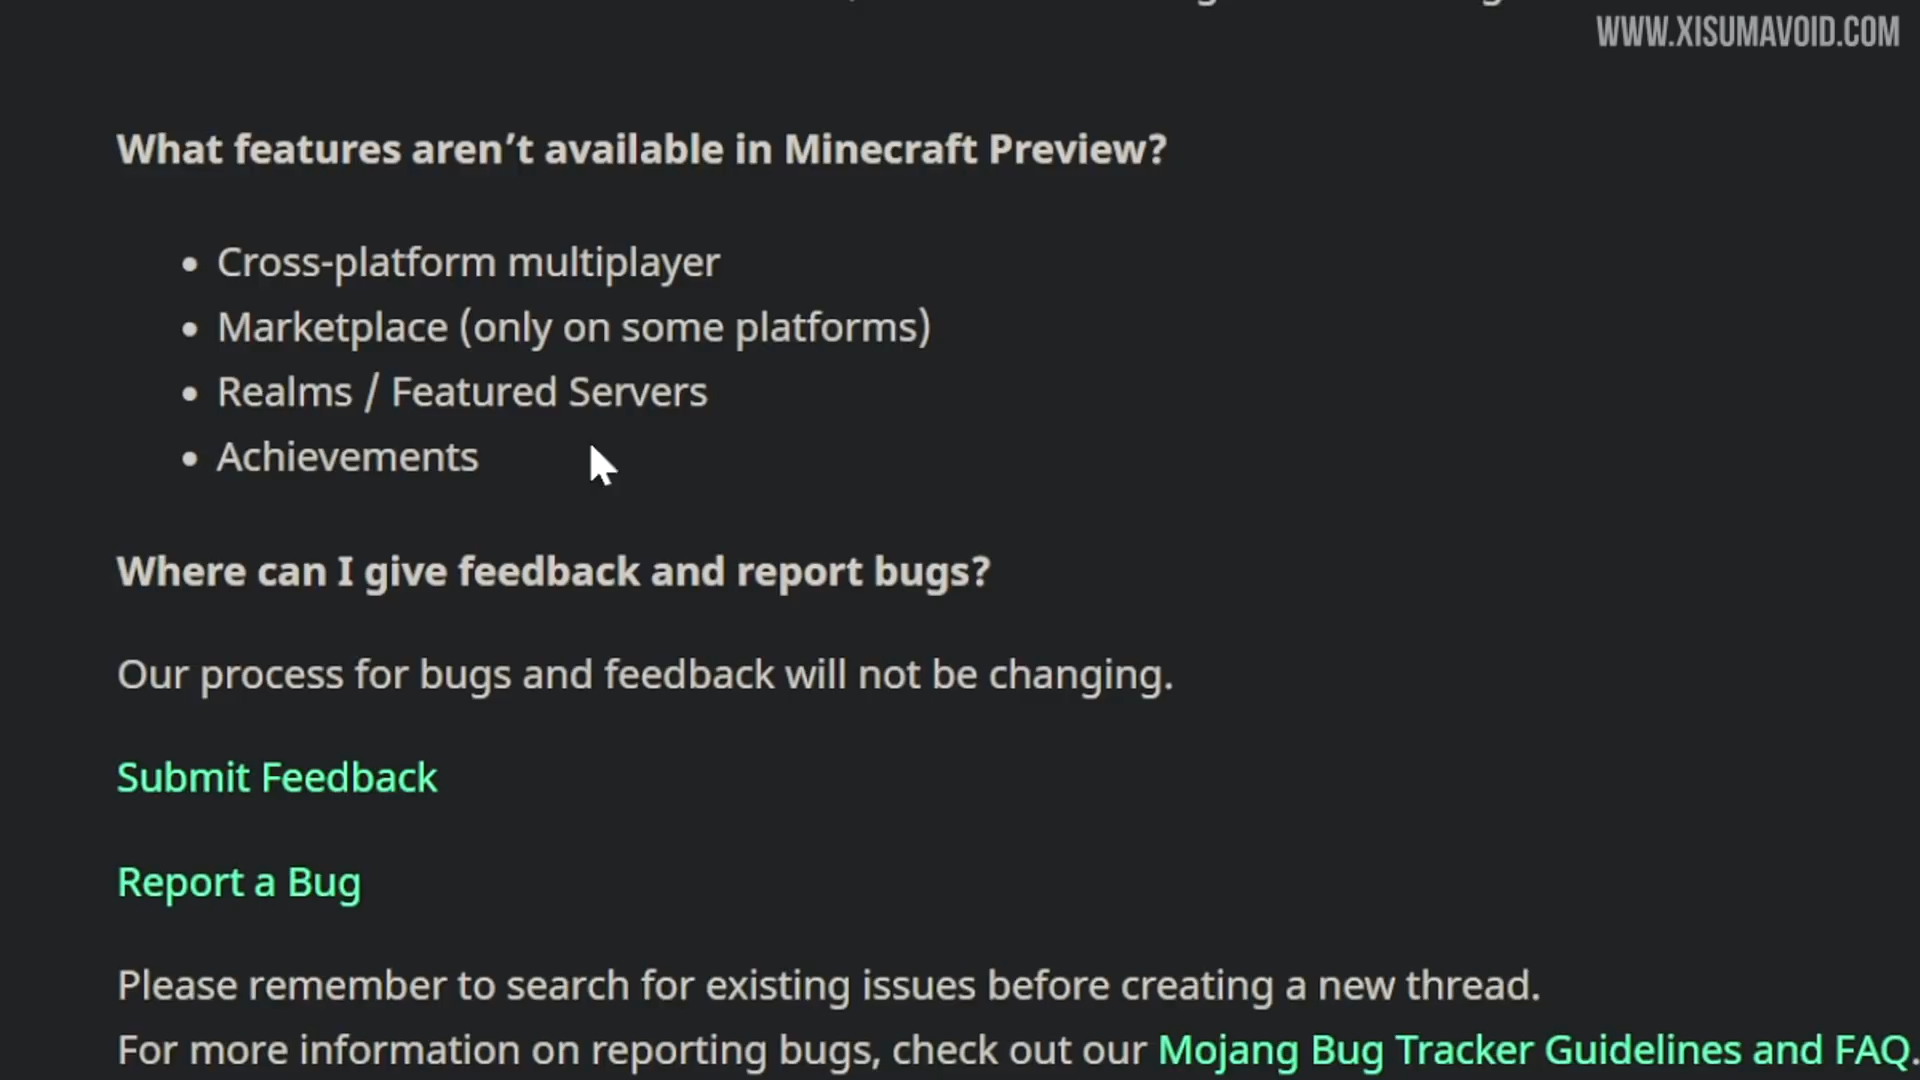 WWW.XISUMAVOID.COM
What features aren’t available in Minecraft Preview?
• Cross-platform multiplayer
• Marketplace (only on some platforms)
• Realms / Featured Servers
• Achievements
Where can I give feedback and report bugs?
Our process for bugs and feedback will not be changing.
Submit Feedback
Report a Bug
Please remember to search for existing issues before creating a new thread.
For more information on reporting bugs, check out our Mojang Bug Tracker Guidelines and FAQ.